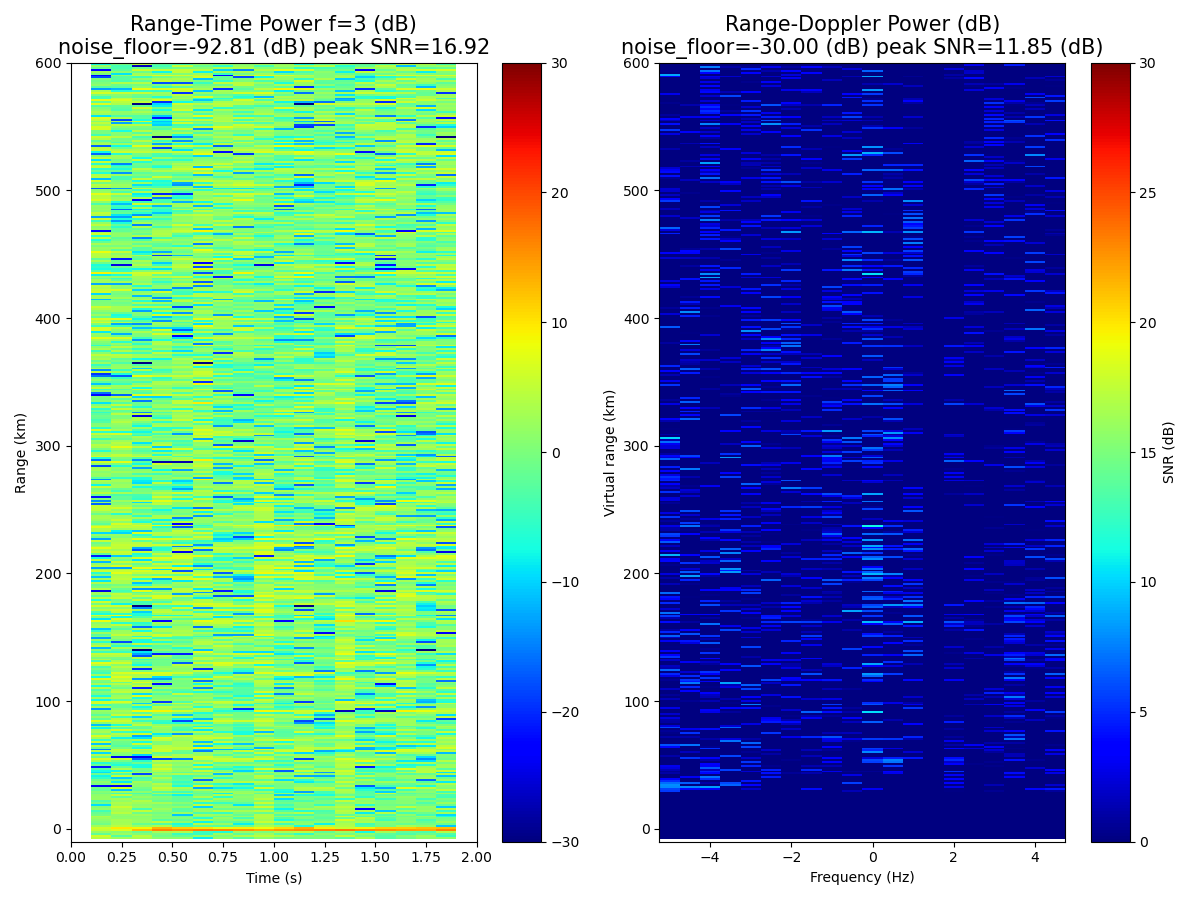 Range-Time Power f=3 (dB)
noise_floor=-92.81 (dB) peak SNR=16.92
600
500
400
300
200
100
0
Range (km)
0.00 0.25 0.50 0.75 1.00 1.25 1.50 1.75 2.00
Time (s)
30
20
10
0
−10
−20
−30
Range-Doppler Power (dB)
noise_floor=-30.00 (dB) peak SNR=11.85 (dB)
600
500
400
300
200
100
0
Virtual range (km)
−4 −2 0 2 4
Frequency (Hz)
30
25
20
15
10
5
0
SNR (dB)